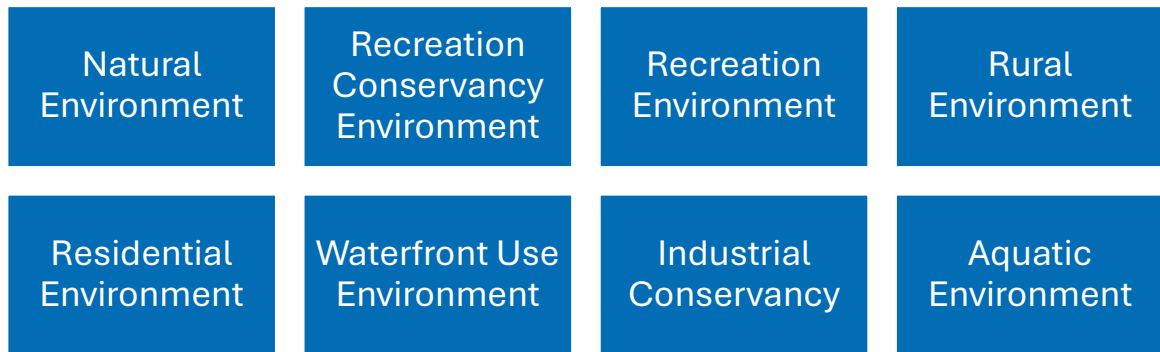 Natural
Environment
Recreation
Conservancy
Environment
Recreation
Environment
Rural
Environment
Residential
Environment
Waterfront Use
Environment
Industrial
Conservancy
Aquatic
Environment